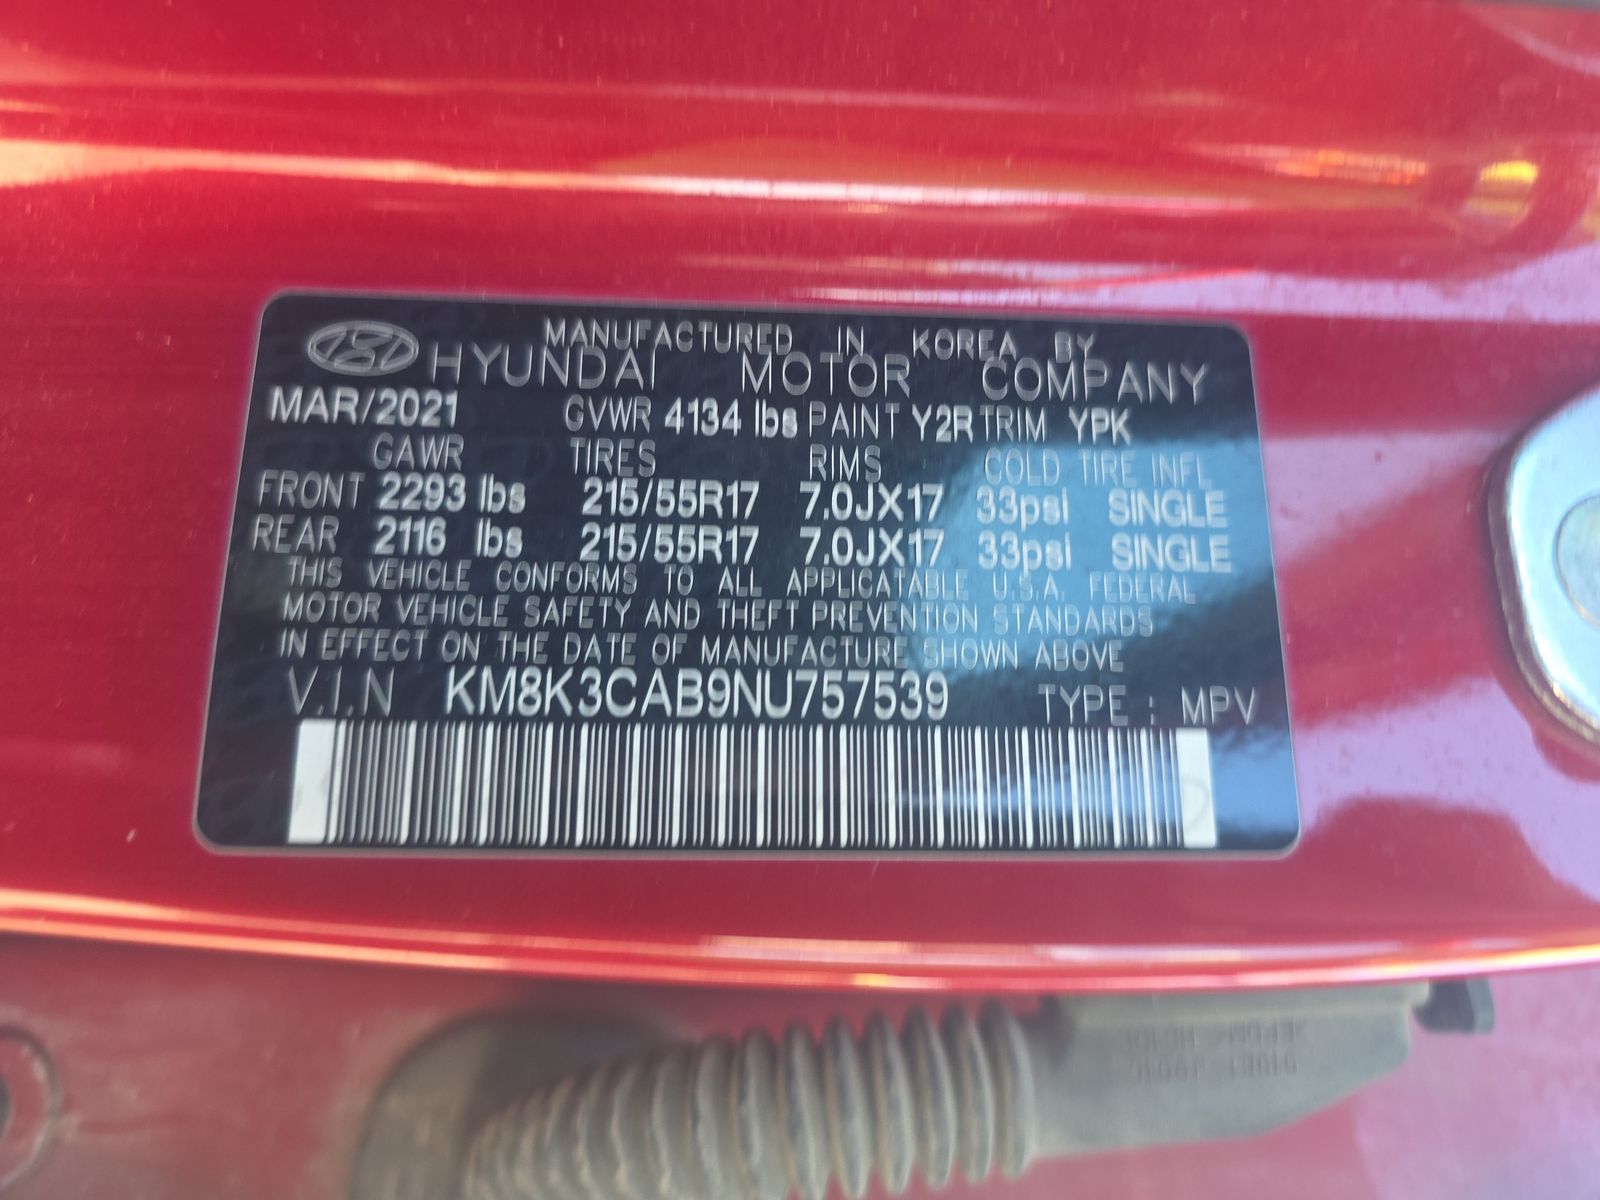 MANUFACTURED IN KOREA BY
HYUNDAI MOTOR COMPANY
MAR/2021 GVWR 4134 lbs PAINT Y2R TRIM YPK
GAWR TIRES RIMS COLD TIRE INFL
FRONT 2293 lbs 215/55R17 7.0JX17 33psi SINGLE
REAR 2116 lbs 215/55R17 7.0JX17 33psi SINGLE
THIS VEHICLE CONFORMS TO ALL APPLICATABLE U.S.A. FEDERAL
MOTOR VEHICLE SAFETY AND THEFT PREVENTION STANDARDS
IN EFFECT ON THE DATE OF MANUFACTURE SHOWN ABOVE
V.I.N KM8K3CAB9NU757539 TYPE : MPV